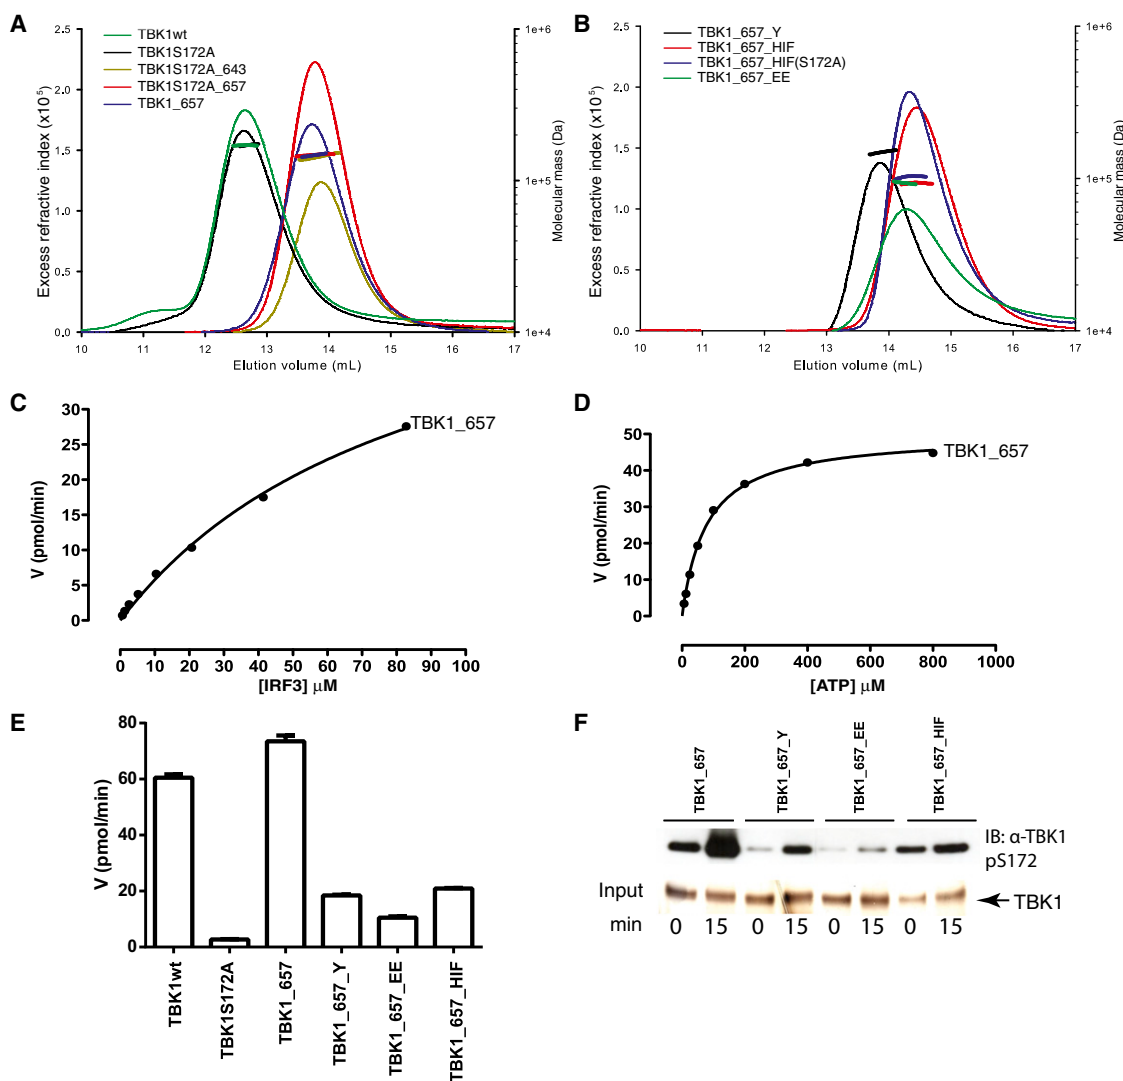 A
TBK1wt
TBK1S172A
TBK1S172A_643
TBK1S172A_657
TBK1_657
Excess refractive index (x10⁵)
2.5
2.0
1.5
1.0
0.5
0.0
10 11 12 13 14 15 16 17
Elution volume (mL)
1e+6
1e+5
1e+4
Molecular mass (Da)
B
TBK1_657_Y
TBK1_657_HIF
TBK1_657_HIF(S172A)
TBK1_657_EE
Excess refractive index (x10⁵)
2.5
2.0
1.5
1.0
0.5
0.0
10 11 12 13 14 15 16 17
Elution volume (mL)
1e+6
1e+5
1e+4
Molecular mass (Da)
C
V (pmol/min)
30
25
20
15
10
5
0
TBK1_657
0 10 20 30 40 50 60 70 80 90 100
[IRF3] μM
D
V (pmol/min)
50
40
30
20
10
0
TBK1_657
0 200 400 600 800 1000
[ATP] μM
E
V (pmol/min)
80
60
40
20
0
TBK1wt
TBK1S172A
TBK1_657
TBK1_657_Y
TBK1_657_EE
TBK1_657_HIF
F
TBK1_657
TBK1_657_Y
TBK1_657_EE
TBK1_657_HIF
IB: α-TBK1
pS172
Input
TBK1
min 0 15 0 15 0 15 0 15